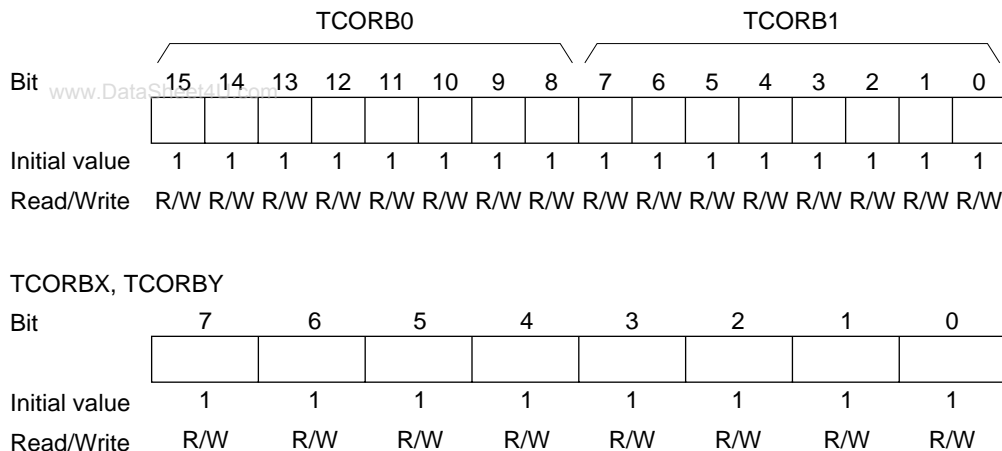 TCORB0 TCORB1
Bit 15 14 13 12 11 10 9 8 7 6 5 4 3 2 1 0
www.DataSheet4U.com
Initial value 1 1 1 1 1 1 1 1 1 1 1 1 1 1 1 1
Read/Write R/W R/W R/W R/W R/W R/W R/W R/W R/W R/W R/W R/W R/W R/W R/W R/W
TCORBX, TCORBY
Bit 7 6 5 4 3 2 1 0
Initial value 1 1 1 1 1 1 1 1
Read/Write R/W R/W R/W R/W R/W R/W R/W R/W